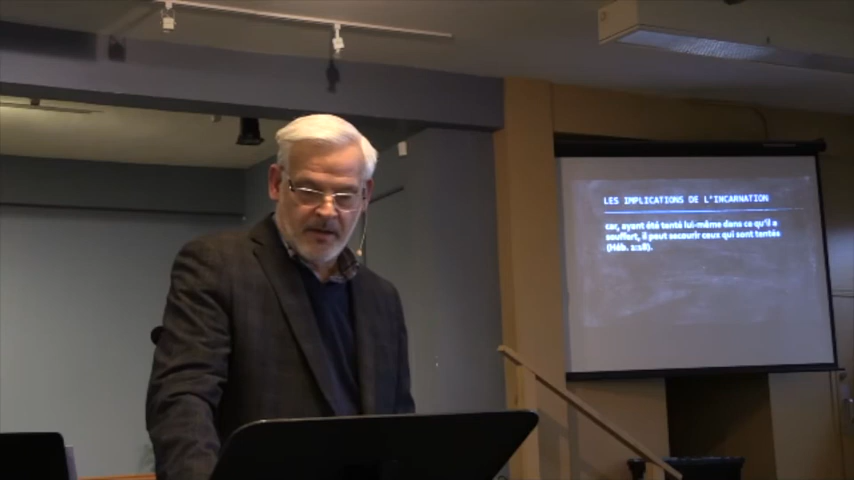 LES IMPLICATIONS DE L'INCARNATION
car, ayant été tenté lui-même dans ce qu'il a
souffert, il peut secourir ceux qui sont tentés
(Héb. 2:18).